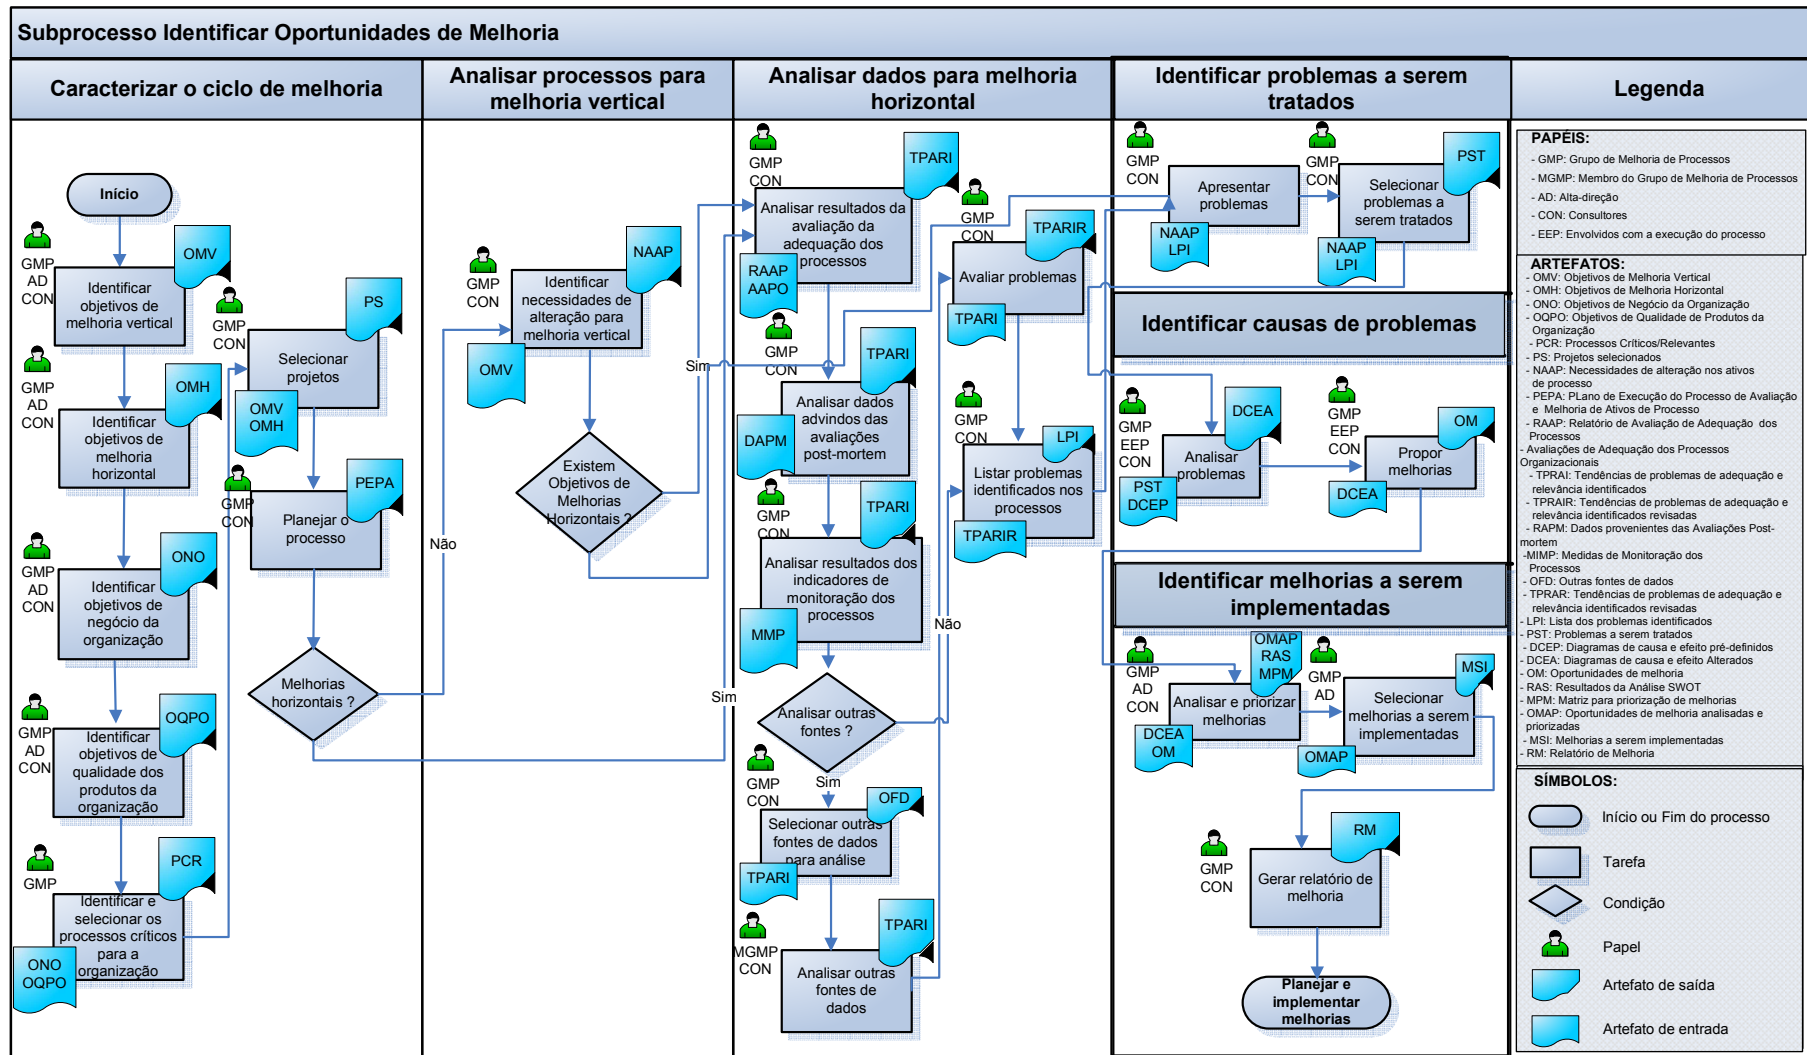 Subprocesso Identificar Oportunidades de Melhoria
Caracterizar o ciclo de melhoria
Início
GMP
AD
CON
OMV
Identificar
objetivos de
melhoria vertical
GMP
AD
CON
OMH
Identificar
objetivos de
melhoria
horizontal
GMP
AD
CON
ONO
Identificar
objetivos de
negócio da
organização
GMP
AD
CON
OQPO
Identificar
objetivos de
qualidade dos
produtos da
organização
GMP
PCR
Identificar e
selecionar os
processos críticos
para a
organização
ONO
OQPO
GMP
CON
PS
Selecionar
projetos
OMV
OMH
GMP
CON
PEPA
Planejar o
processo
Melhorias
horizontais ?
Não
Sim
Analisar processos para
melhoria vertical
GMP
CON
NAAP
Identificar
necessidades de
alteração para
melhoria vertical
OMV
Existem
Objetivos de
Melhorias
Horizontais ?
Sim
Analisar dados para melhoria
horizontal
GMP
CON
TPARI
Analisar resultados da
avaliação da
adequação dos
processos
RAAP
AAPO
GMP
CON
TPARI
Analisar dados
advindos das
avaliações
post-mortem
DAPM
GMP
CON
TPARI
Analisar resultados dos
indicadores de
monitoração dos
processos
MMP
Analisar outras
fontes ?
Não
Sim
GMP
CON
OFD
Selecionar outras
fontes de dados
para análise
TPARI
MGMP
CON
TPARI
Analisar outras
fontes de
dados
GMP
CON
TPARIR
Avaliar problemas
TPARI
GMP
CON
LPI
Listar problemas
identificados nos
processos
TPARIR
Identificar problemas a serem
tratados
GMP
CON
Apresentar
problemas
NAAP
LPI
GMP
CON
PST
Selecionar
problemas a
serem tratados
NAAP
LPI
Identificar causas de problemas
GMP
EEP
CON
DCEA
Analisar
problemas
PST
DCEP
GMP
EEP
CON
OM
Propor
melhorias
DCEA
Identificar melhorias a serem
implementadas
GMP
AD
CON
OMAP
RAS
MPM
Analisar e priorizar
melhorias
DCEA
OM
GMP
AD
MSI
Selecionar
melhorias a serem
implementadas
OMAP
GMP
CON
RM
Gerar relatório de
melhoria
Planejar e
implementar
melhorias
Legenda
PAPÉIS:
- GMP: Grupo de Melhoria de Processos
- MGMP: Membro do Grupo de Melhoria de Processos
- AD: Alta-direção
- CON: Consultores
- EEP: Envolvidos com a execução do processo
ARTEFATOS:
- OMV: Objetivos de Melhoria Vertical
- OMH: Objetivos de Melhoria Horizontal
- ONO: Objetivos de Negócio da Organização
- OQPO: Objetivos de Qualidade de Produtos da
Organização
- PCR: Processos Críticos/Relevantes
- PS: Projetos selecionados
- NAAP: Necessidades de alteração nos ativos
de processo
- PEPA: PLano de Execução do Processo de Avaliação
e Melhoria de Ativos de Processo
- RAAP: Relatório de Avaliação de Adequação dos
Processos
- Avaliações de Adequação dos Processos
Organizacionais
- TPRAI: Tendências de problemas de adequação e
relevância identificados
- TPRAIR: Tendências de problemas de adequação e
relevância identificados revisadas
- RAPM: Dados provenientes das Avaliações Post-
mortem
-MIMP: Medidas de Monitoração dos
Processos
- OFD: Outras fontes de dados
- TPRAR: Tendências de problemas de adequação e
relevância identificados revisadas
- LPI: Lista dos problemas identificados
- PST: Problemas a serem tratados
- DCEP: Diagramas de causa e efeito pré-definidos
- DCEA: Diagramas de causa e efeito Alterados
- OM: Oportunidades de melhoria
- RAS: Resultados da Análise SWOT
- MPM: Matriz para priorização de melhorias
- OMAP: Oportunidades de melhoria analisadas e
priorizadas
- MSI: Melhorias a serem implementadas
- RM: Relatório de Melhoria
SÍMBOLOS:
Início ou Fim do processo
Tarefa
Condição
Papel
Artefato de saída
Artefato de entrada